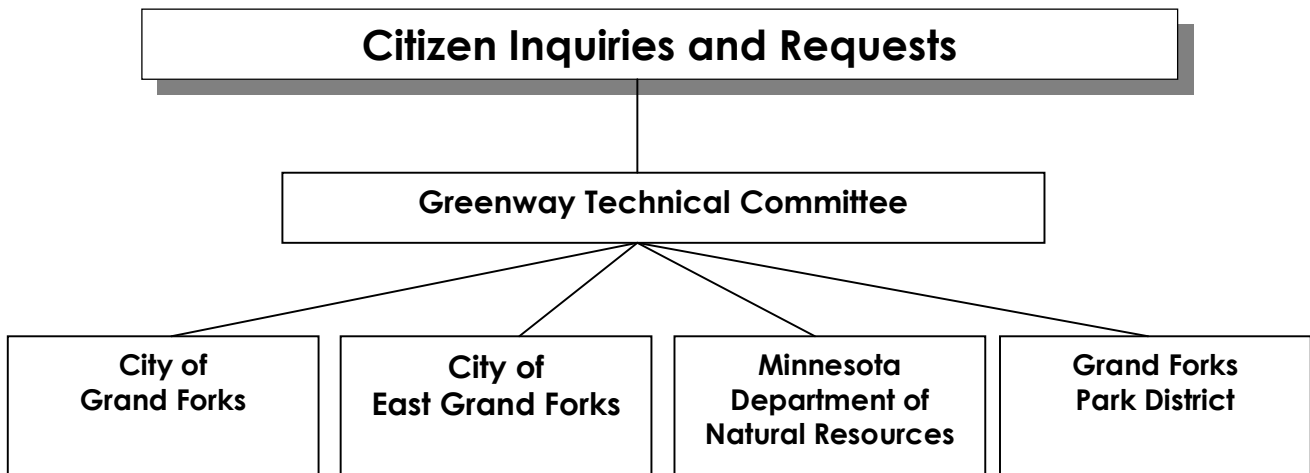 Citizen Inquiries and Requests
Greenway Technical Committee
City of
Grand Forks
City of
East Grand Forks
Minnesota
Department of
Natural Resources
Grand Forks
Park District